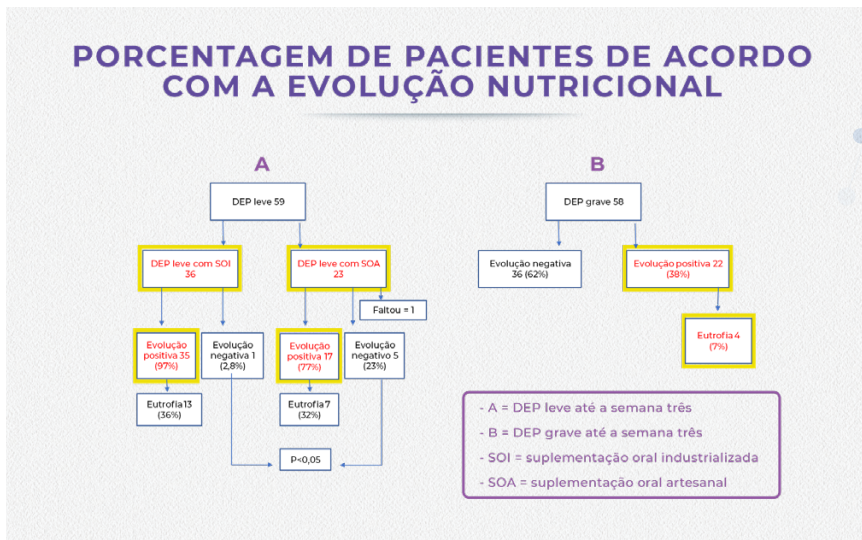 PORCENTAGEM DE PACIENTES DE ACORDO
COM A EVOLUÇÃO NUTRICIONAL
A
DEP leve 59
DEP leve com SOI
36
DEP leve com SOA
23
Faltou = 1
Evolução
positiva 35
(97%)
Evolução
negativa 1
(2,8%)
Evolução
positiva 17
(77%)
Evolução
negativo 5
(23%)
Eutrofia 13
(36%)
Eutrofia 7
(32%)
P<0,05
B
DEP grave 58
Evolução negativa
36 (62%)
Evolução positiva 22
(38%)
Eutrofia 4
(7%)
- A = DEP leve até a semana três
- B = DEP grave até a semana três
- SOI = suplementação oral industrializada
- SOA = suplementação oral artesanal